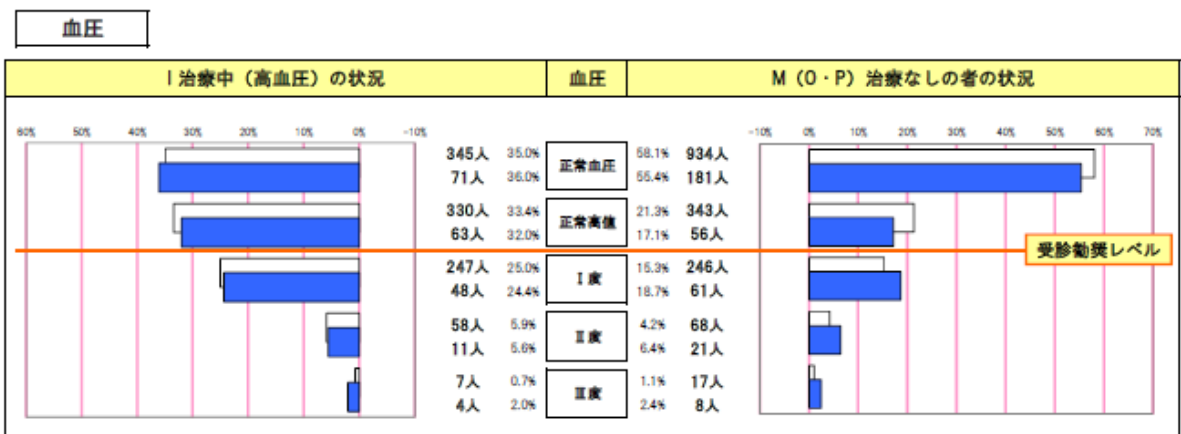 血圧
I 治療中（高血圧）の状況 血圧 M（O・P）治療なしの者の状況
60% 50% 40% 30% 20% 10% 0% -10% -10% 0% 10% 20% 30% 40% 50% 60% 70%
345人 35.0% 正常血圧 58.1% 934人
71人 36.0% 55.4% 181人
330人 33.4% 正常高値 21.3% 343人
63人 32.0% 17.1% 56人
受診勧奨レベル
247人 25.0% Ⅰ度 15.3% 246人
48人 24.4% 18.7% 61人
58人 5.9% Ⅱ度 4.2% 68人
11人 5.6% 6.4% 21人
7人 0.7% Ⅲ度 1.1% 17人
4人 2.0% 2.4% 8人